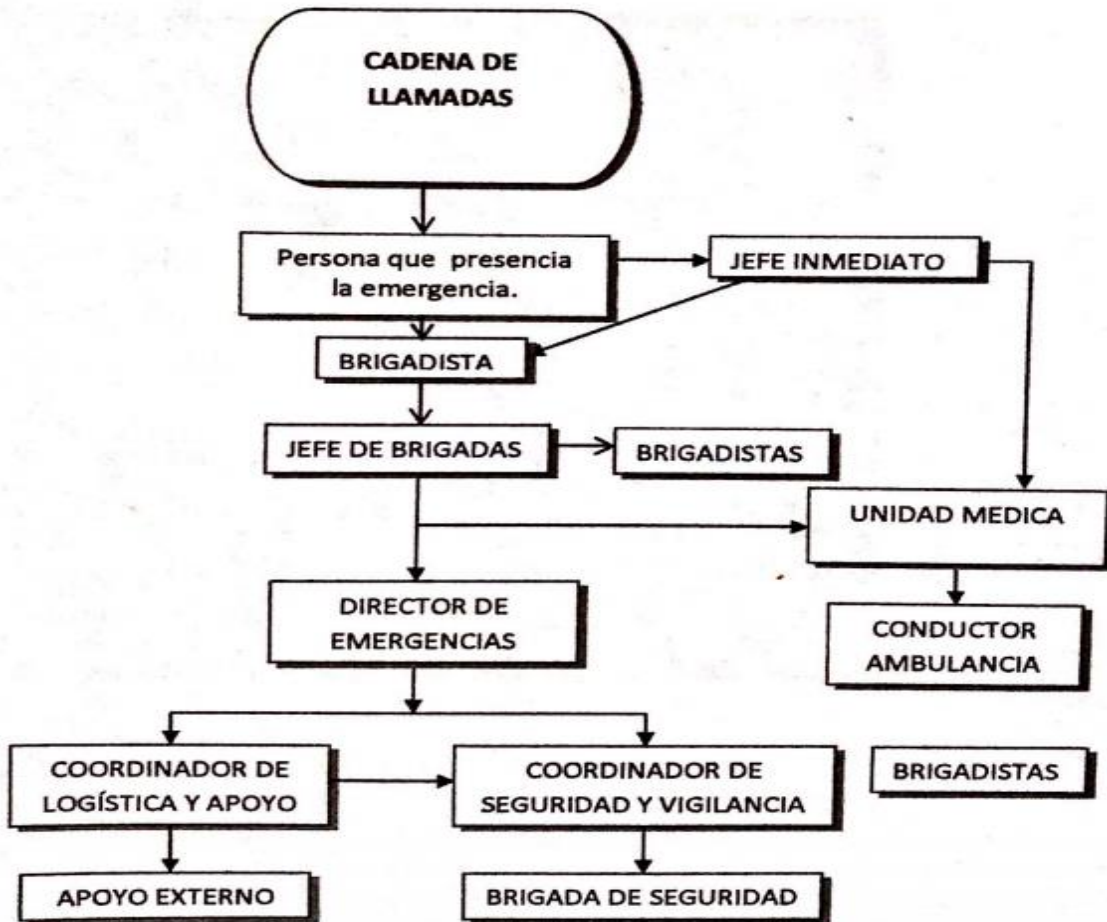 CADENA DE
LLAMADAS
Persona que presencia
la emergencia.
JEFE INMEDIATO
BRIGADISTA
JEFE DE BRIGADAS
BRIGADISTAS
UNIDAD MEDICA
DIRECTOR DE
EMERGENCIAS
CONDUCTOR
AMBULANCIA
COORDINADOR DE
LOGÍSTICA Y APOYO
COORDINADOR DE
SEGURIDAD Y VIGILANCIA
BRIGADISTAS
APOYO EXTERNO
BRIGADA DE SEGURIDAD